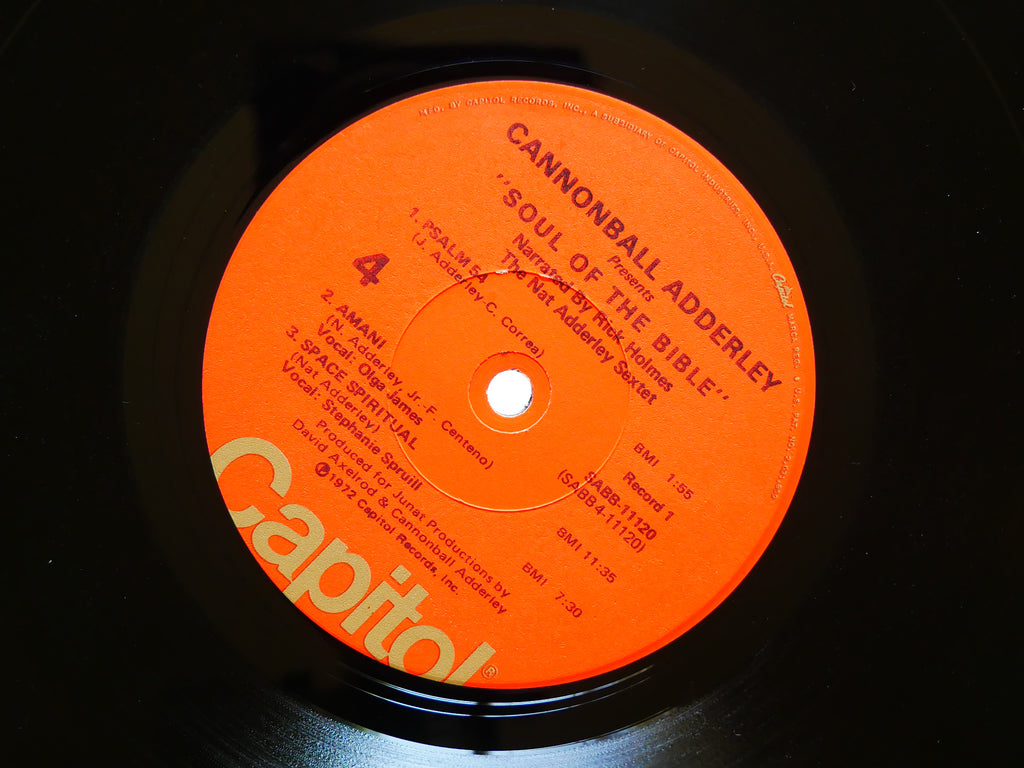 MFD. BY CAPITOL RECORDS, INC., A SUBSIDIARY OF CAPITOL INDUSTRIES, INC.,
Capitol
CANNONBALL ADDERLEY
Presents
"SOUL OF THE BIBLE"
Narrated By Rick Holmes
The Nat Adderley Sextet
4
Record 1
SABB-11120
(SABB4-11120)
1. PSALM 54 BMI 1:55
(J. Adderley C. Correa)
2. AMANI BMI 11:35
(N. Adderley, Jr.-F. Centeno)
Vocal: Olga James
3. SPACE SPIRITUAL BMI 7:30
(Nat Adderley)
Vocal: Stephanie Spruill
Produced for Junat Productions by
David Axelrod & Cannonball Adderley
℗1972 Capitol Records, Inc.
Capitol®